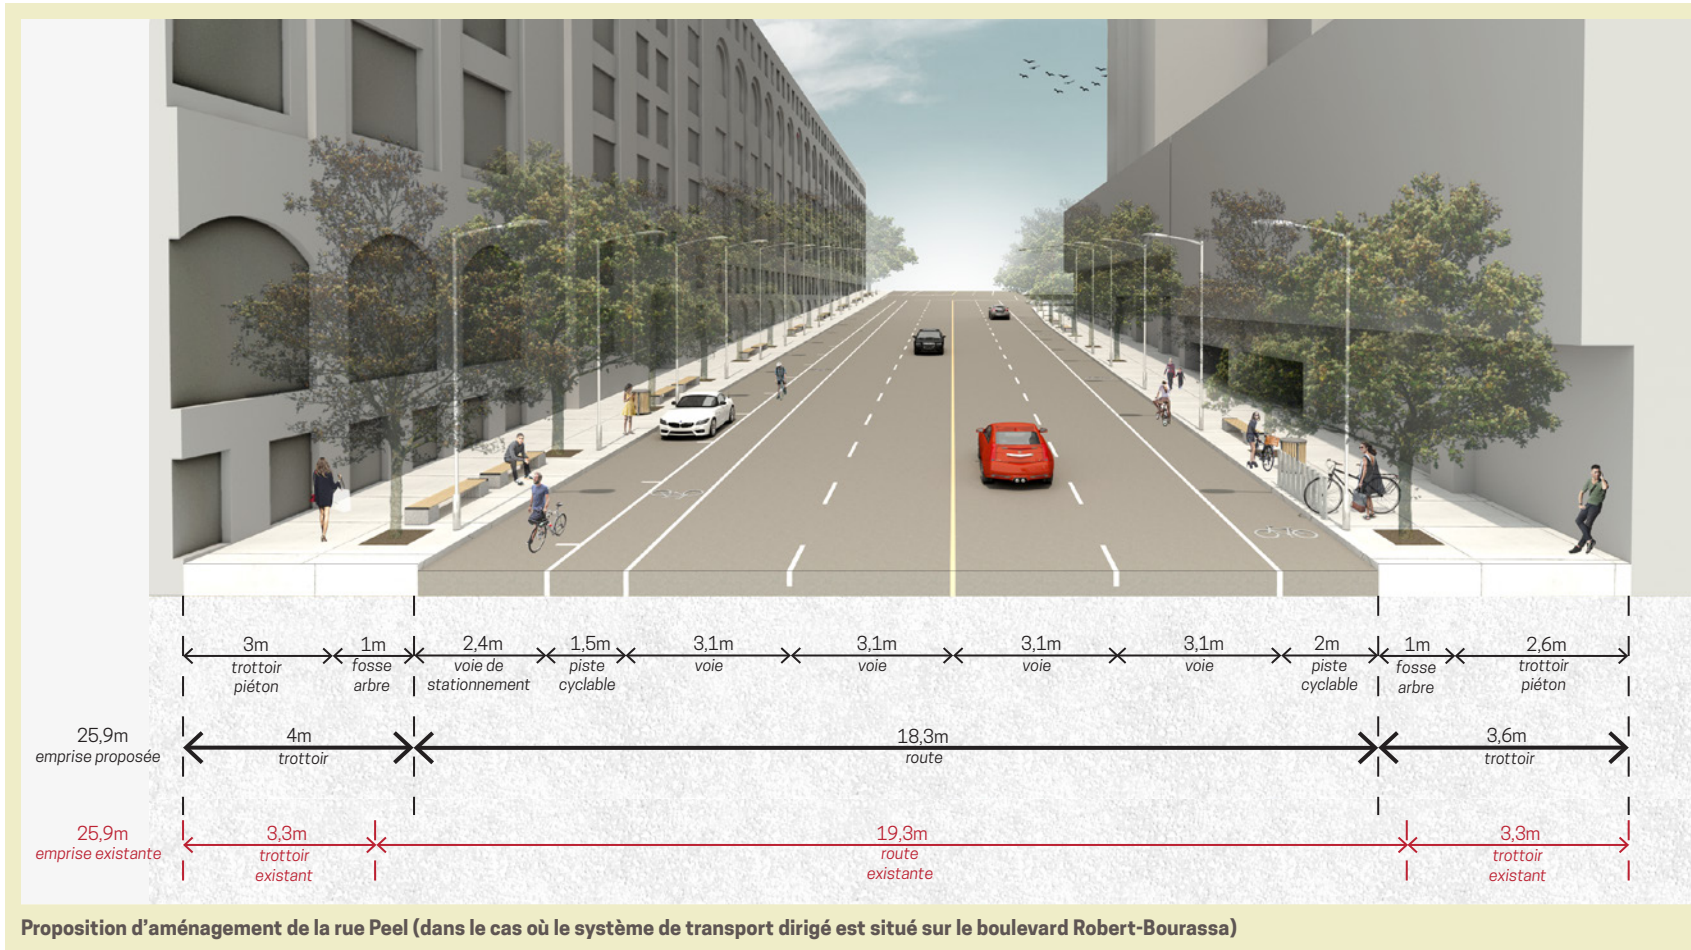 3m
trottoir
piéton
1m
fosse
arbre
2,4m
voie de
stationnement
1,5m
piste
cyclable
3,1m
voie
3,1m
voie
3,1m
voie
3,1m
voie
2m
piste
cyclable
1m
fosse
arbre
2,6m
trottoir
piéton
25,9m
emprise proposée
4m
trottoir
18,3m
route
3,6m
trottoir
25,9m
emprise existante
3,3m
trottoir
existant
19,3m
route
existante
3,3m
trottoir
existant
Proposition d'aménagement de la rue Peel (dans le cas où le système de transport dirigé est situé sur le boulevard Robert-Bourassa)